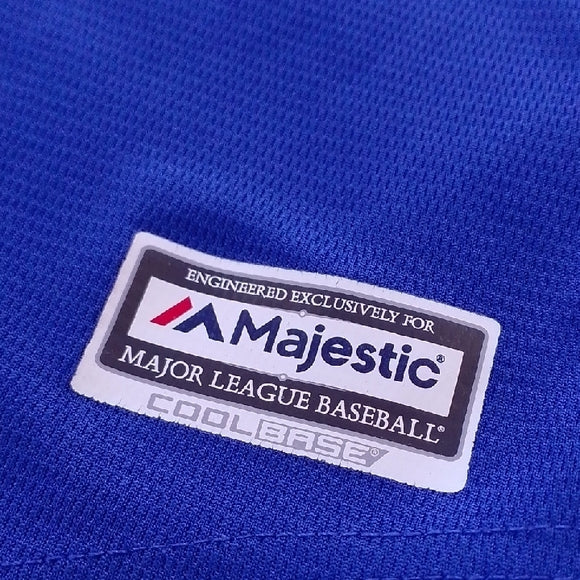 ENGINEERED EXCLUSIVELY FOR
Majestic®
MAJOR LEAGUE BASEBALL®
COOLBASE®